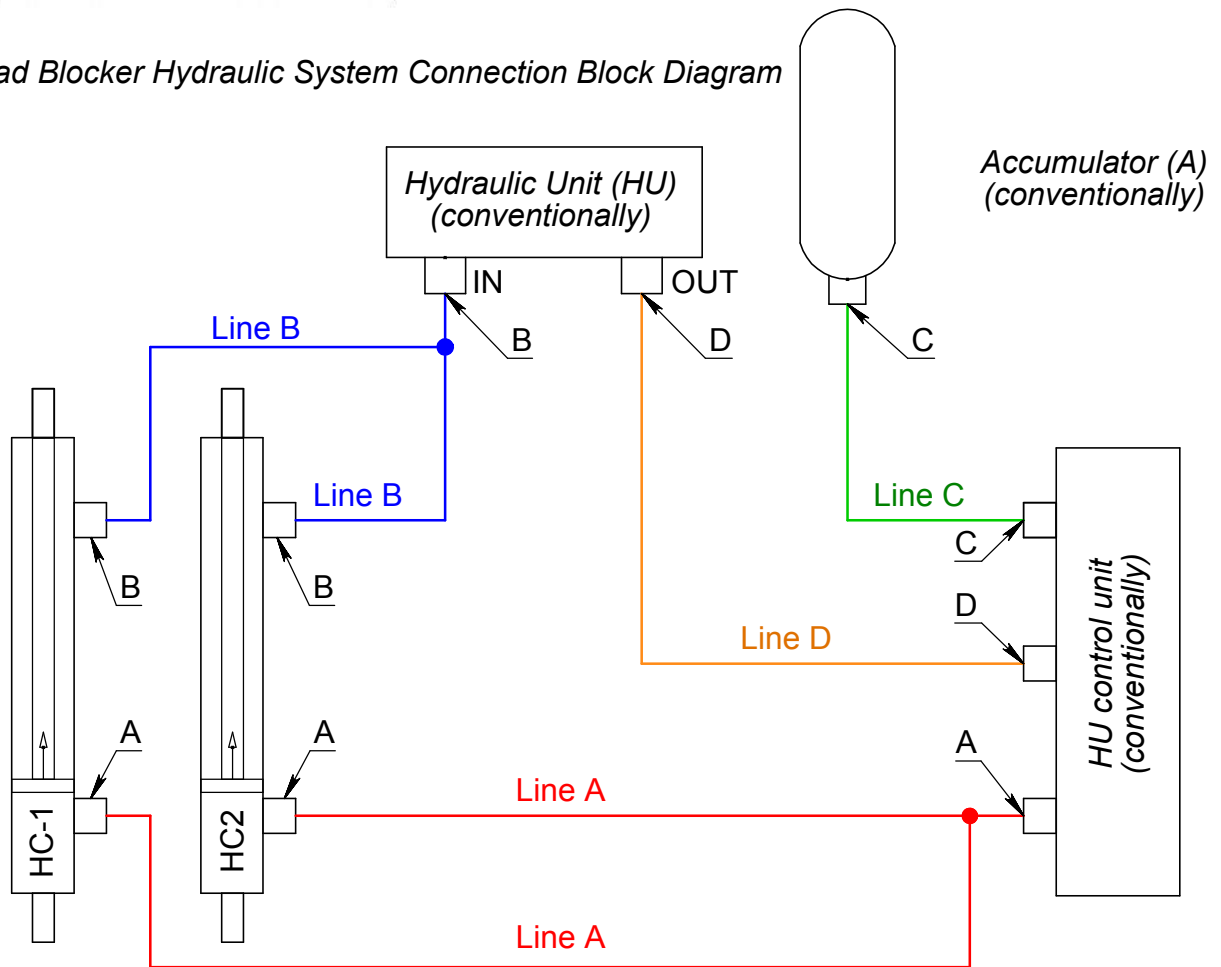 Blocker Hydraulic System Connection Block Diagram
Hydraulic Unit (HU)
(conventionally)
Accumulator (A)
(conventionally)
IN
OUT
B
D
C
Line B
Line B
Line C
C
B
B
D
Line D
A
A
A
HU control unit
(conventionally)
Line A
HC-1
HC2
Line A